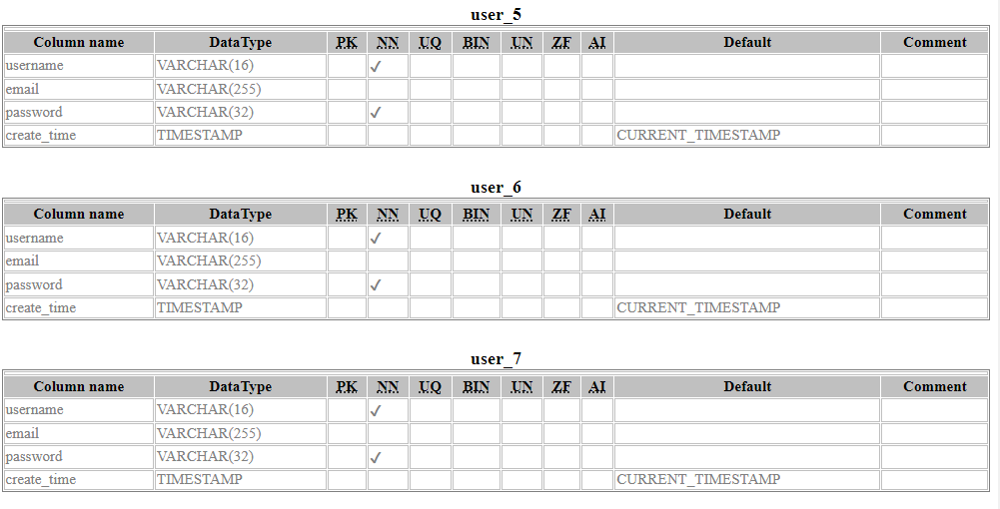 user_5
Column name DataType PK NN UQ BIN UN ZF AI Default Comment
username VARCHAR(16) ✓
email VARCHAR(255)
password VARCHAR(32) ✓
create_time TIMESTAMP CURRENT_TIMESTAMP
user_6
Column name DataType PK NN UQ BIN UN ZF AI Default Comment
username VARCHAR(16) ✓
email VARCHAR(255)
password VARCHAR(32) ✓
create_time TIMESTAMP CURRENT_TIMESTAMP
user_7
Column name DataType PK NN UQ BIN UN ZF AI Default Comment
username VARCHAR(16) ✓
email VARCHAR(255)
password VARCHAR(32) ✓
create_time TIMESTAMP CURRENT_TIMESTAMP